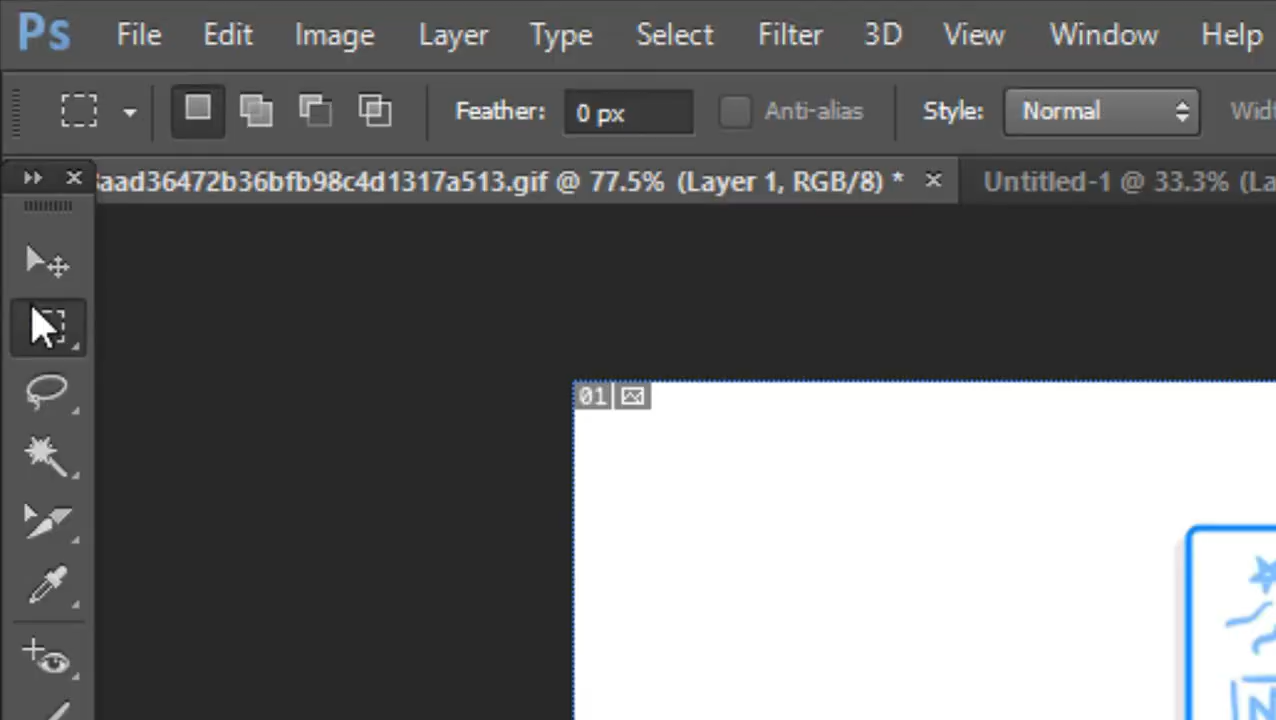 Ps File Edit Image Layer Type Select Filter 3D View Window Help
Feather: 0 px Anti-alias Style: Normal
aad36472b36bfb98c4d1317a513.gif @ 77.5% (Layer 1, RGB/8) * × Untitled-1 @ 33.3% (La
01